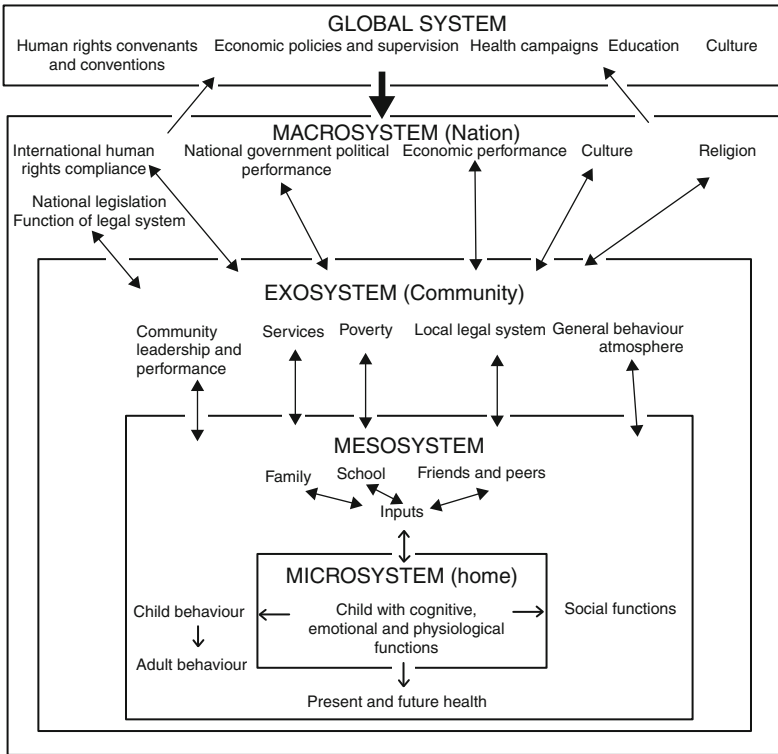 GLOBAL SYSTEM
Human rights convenants
and conventions
Economic policies and supervision
Health campaigns
Education
Culture
MACROSYSTEM (Nation)
International human
rights compliance
National government political
performance
Economic performance
Culture
Religion
National legislation
Function of legal system
EXOSYSTEM (Community)
Community
leadership and
performance
Services
Poverty
Local legal system
General behaviour
atmosphere
MESOSYSTEM
Family
School
Friends and peers
Inputs
MICROSYSTEM (home)
Child behaviour
Child with cognitive,
emotional and physiological
functions
Social functions
Adult behaviour
Present and future health